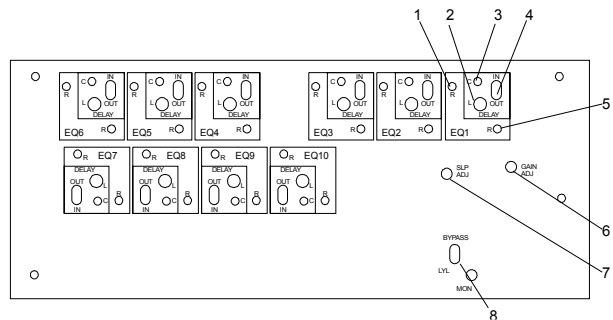 1 2 3 4
C IN C IN C IN C IN C IN C IN
R R R R R R
L OUT L OUT L OUT L OUT L OUT L OUT
DELAY DELAY DELAY DELAY DELAY DELAY
EQ6 R EQ5 R EQ4 R EQ3 R EQ2 R EQ1 R
5
R EQ7 R EQ8 R EQ9 R EQ10
DELAY DELAY DELAY DELAY
OUT L OUT L OUT L OUT L
R R R R
C C C C
IN IN IN IN
SLP
ADJ
GAIN
ADJ
6
7
BYPASS
LYL
MON
8